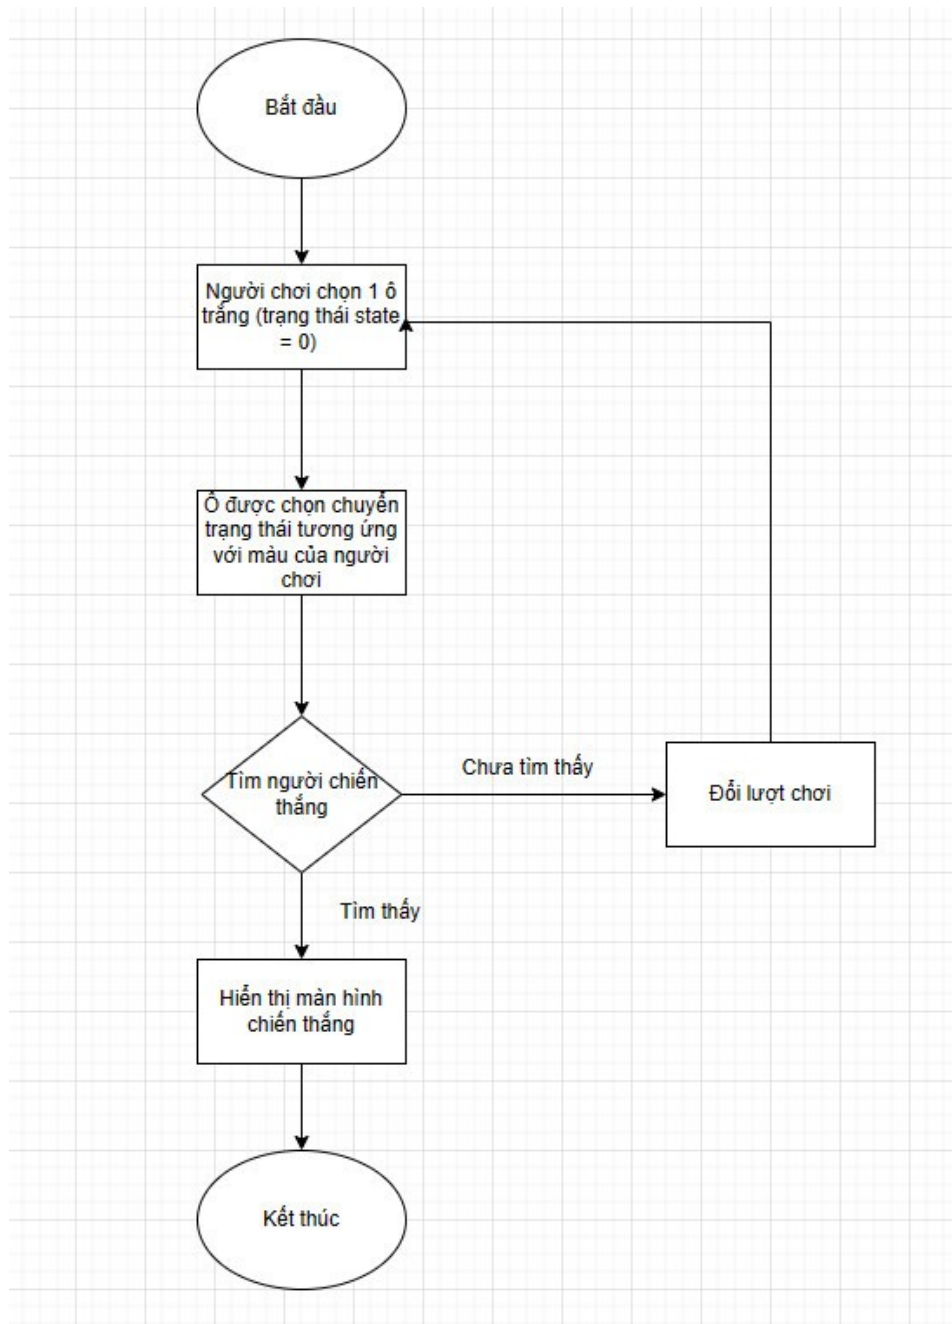 Bắt đầu
Người chơi chọn 1 ô
trắng (trạng thái state
= 0)
Ô được chọn chuyển
trạng thái tương ứng
với màu của người
chơi
Tìm người chiến
thắng
Chưa tìm thấy
Đổi lượt chơi
Tìm thấy
Hiển thị màn hình
chiến thắng
Kết thúc